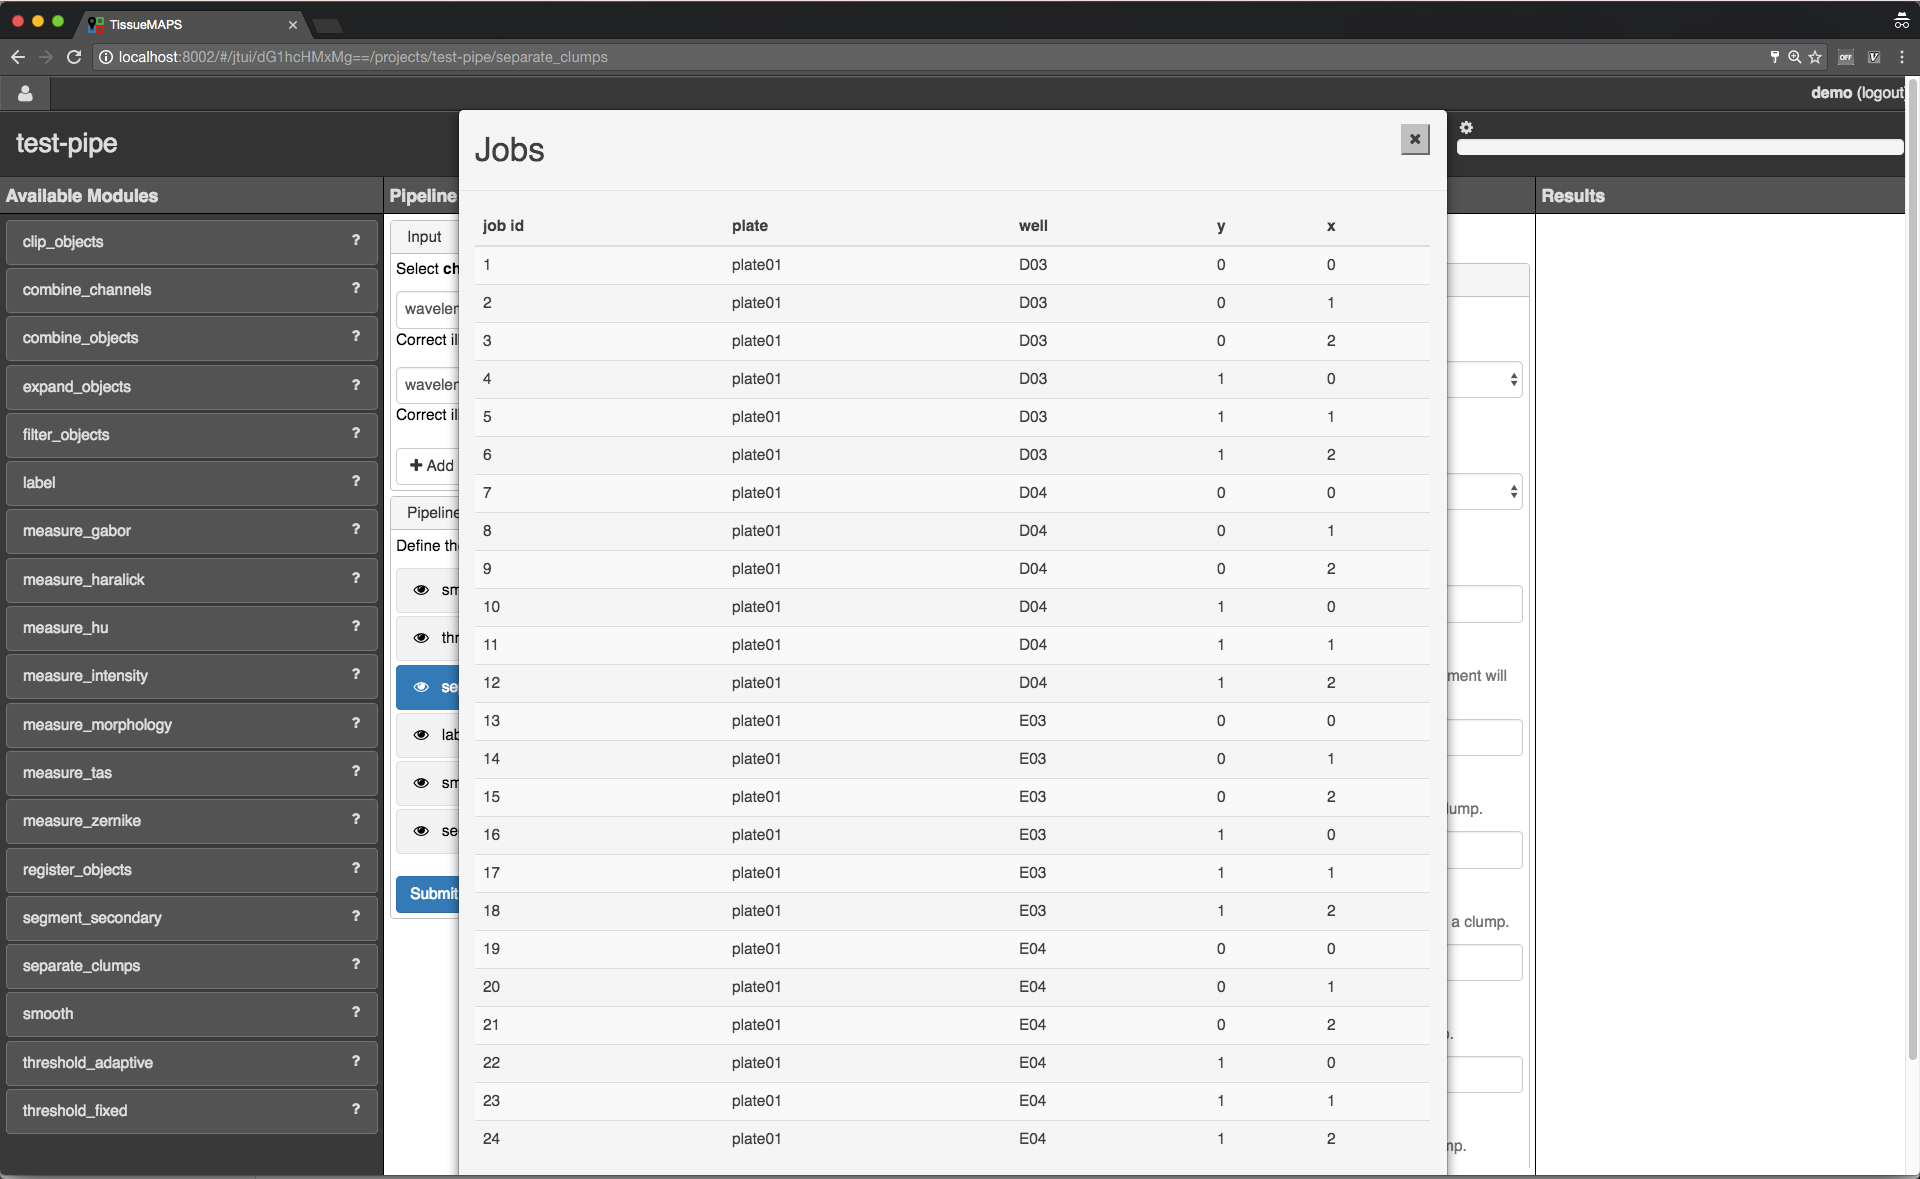 TissueMAPS
localhost:8002/#/jtui/dG1hcHMxMg==/projects/test-pipe/separate_clumps
OFF
demo (logout)
test-pipe
Jobs
Available Modules
Pipeline
Results
clip_objects ?
combine_channels ?
combine_objects ?
expand_objects ?
filter_objects ?
label ?
measure_gabor ?
measure_haralick ?
measure_hu ?
measure_intensity ?
measure_morphology ?
measure_tas ?
measure_zernike ?
register_objects ?
segment_secondary ?
separate_clumps ?
smooth ?
threshold_adaptive ?
threshold_fixed ?
Input
Select ch
wavelen
Correct ill
wavelen
Correct ill
Add
Pipeline
Define the
sm
thr
se
lab
sm
se
Submit
job id plate well y x
1 plate01 D03 0 0
2 plate01 D03 0 1
3 plate01 D03 0 2
4 plate01 D03 1 0
5 plate01 D03 1 1
6 plate01 D03 1 2
7 plate01 D04 0 0
8 plate01 D04 0 1
9 plate01 D04 0 2
10 plate01 D04 1 0
11 plate01 D04 1 1
12 plate01 D04 1 2
13 plate01 E03 0 0
14 plate01 E03 0 1
15 plate01 E03 0 2
16 plate01 E03 1 0
17 plate01 E03 1 1
18 plate01 E03 1 2
19 plate01 E04 0 0
20 plate01 E04 0 1
21 plate01 E04 0 2
22 plate01 E04 1 0
23 plate01 E04 1 1
24 plate01 E04 1 2
ment will
lump.
a clump.
p.
mp.